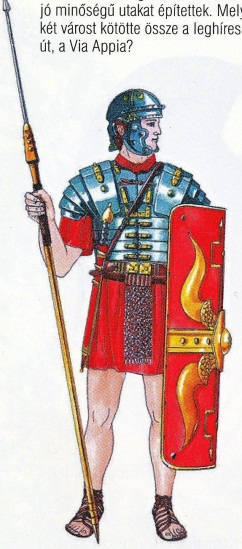 jó minőségű utakat építettek. Mely
két várost kötötte össze a leghíres
út, a Via Appia?